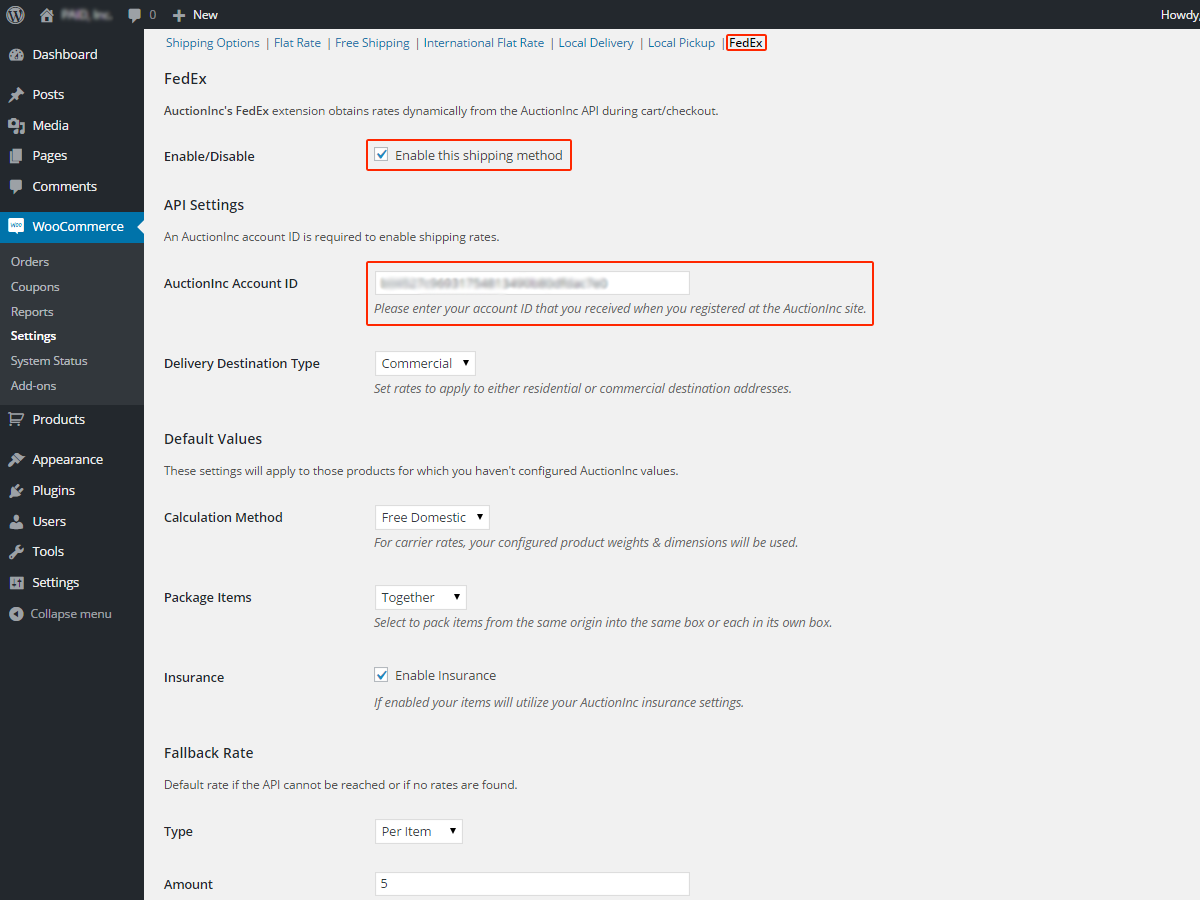 0 New Howdy,
Dashboard
Posts
Media
Pages
Comments
WooCommerce
Orders
Coupons
Reports
Settings
System Status
Add-ons
Products
Appearance
Plugins
Users
Tools
Settings
Collapse menu
Shipping Options | Flat Rate | Free Shipping | International Flat Rate | Local Delivery | Local Pickup | FedEx
FedEx
AuctionInc's FedEx extension obtains rates dynamically from the AuctionInc API during cart/checkout.
Enable/Disable Enable this shipping method
API Settings
An AuctionInc account ID is required to enable shipping rates.
AuctionInc Account ID
Please enter your account ID that you received when you registered at the AuctionInc site.
Delivery Destination Type Commercial
Set rates to apply to either residential or commercial destination addresses.
Default Values
These settings will apply to those products for which you haven't configured AuctionInc values.
Calculation Method Free Domestic
For carrier rates, your configured product weights & dimensions will be used.
Package Items Together
Select to pack items from the same origin into the same box or each in its own box.
Insurance Enable Insurance
If enabled your items will utilize your AuctionInc insurance settings.
Fallback Rate
Default rate if the API cannot be reached or if no rates are found.
Type Per Item
Amount 5